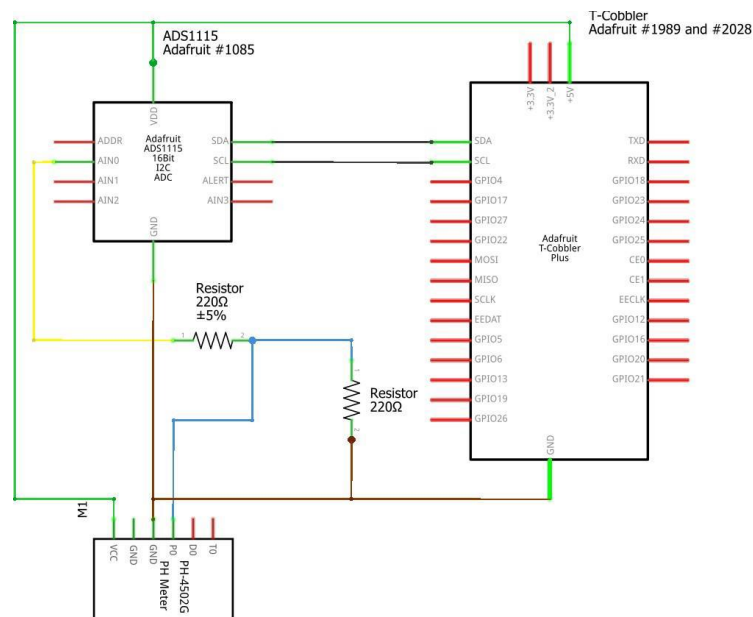 T-Cobbler
Adafruit #1989 and #2028
ADS1115
Adafruit #1085
+3.3V
+3.3V_2
+5V
VDD
ADDR
AIN0
AIN1
AIN2
Adafruit
ADS1115
16Bit
I2C
ADC
SDA
SCL
ALERT
AIN3
GND
SDA
SCL
GPIO4
GPIO17
GPIO27
GPIO22
MOSI
MISO
SCLK
EEDAT
GPIO5
GPIO6
GPIO13
GPIO19
GPIO26
Adafruit
T-Cobbler
Plus
TXD
RXD
GPIO18
GPIO23
GPIO24
GPIO25
CE0
CE1
EECLK
GPIO12
GPIO16
GPIO20
GPIO21
GND
Resistor
220Ω
±5%
1
2
Resistor
220Ω
1
2
M1
VCC
GND
GND
P0
D0
T0
PH-4502G
PH Meter